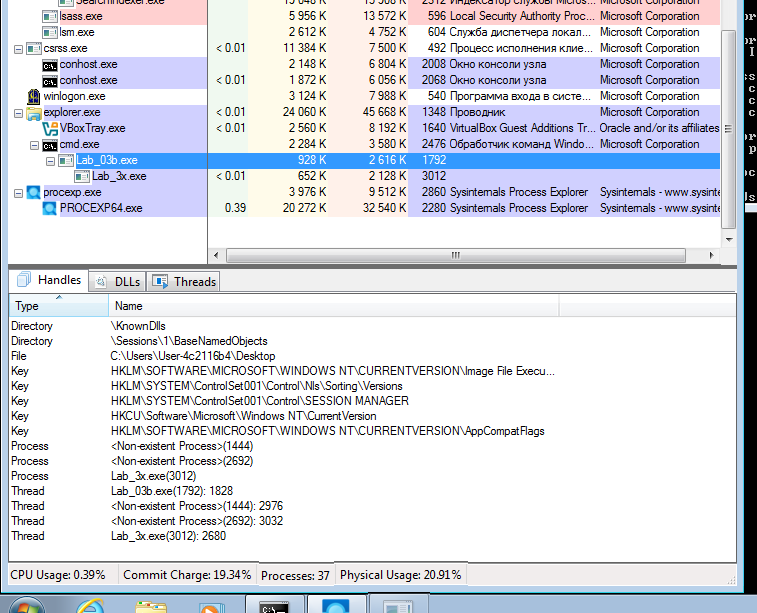 SearchIndexer.exe 15 048 K 15 908 K 2312 Индексатор службы Micros... Microsoft Corporation
lsass.exe 5 956 K 13 572 K 596 Local Security Authority Proc... Microsoft Corporation
lsm.exe 2 612 K 4 752 K 604 Служба диспетчера локал... Microsoft Corporation
csrss.exe < 0.01 11 384 K 7 500 K 492 Процесс исполнения клие... Microsoft Corporation
conhost.exe 2 148 K 6 804 K 2008 Окно консоли узла Microsoft Corporation
conhost.exe < 0.01 1 872 K 6 056 K 2068 Окно консоли узла Microsoft Corporation
winlogon.exe 3 124 K 7 988 K 540 Программа входа в систе... Microsoft Corporation
explorer.exe < 0.01 24 060 K 45 668 K 1348 Проводник Microsoft Corporation
VBoxTray.exe < 0.01 2 560 K 8 192 K 1640 VirtualBox Guest Additions Tr... Oracle and/or its affiliates
cmd.exe 2 284 K 3 580 K 2476 Обработчик команд Windo... Microsoft Corporation
Lab_03b.exe 928 K 2 616 K 1792
Lab_3x.exe < 0.01 652 K 2 128 K 3012
procexp.exe 3 976 K 9 512 K 2860 Sysinternals Process Explorer Sysinternals - www.sysinte
PROCEXP64.exe 0.39 20 272 K 32 540 K 2280 Sysinternals Process Explorer Sysinternals - www.sysinte
Handles DLLs Threads
Type Name
Directory \KnownDlls
Directory \Sessions\1\BaseNamedObjects
File C:\Users\User-4c2116b4\Desktop
Key HKLM\SOFTWARE\MICROSOFT\WINDOWS NT\CURRENTVERSION\Image File Execu...
Key HKLM\SYSTEM\ControlSet001\Control\Nls\Sorting\Versions
Key HKLM\SYSTEM\ControlSet001\Control\SESSION MANAGER
Key HKCU\Software\Microsoft\Windows NT\CurrentVersion
Key HKLM\SOFTWARE\MICROSOFT\WINDOWS NT\CURRENTVERSION\AppCompatFlags
Process <Non-existent Process>(1444)
Process <Non-existent Process>(2692)
Process Lab_3x.exe(3012)
Thread Lab_03b.exe(1792): 1828
Thread <Non-existent Process>(1444): 2976
Thread <Non-existent Process>(2692): 3032
Thread Lab_3x.exe(3012): 2680
CPU Usage: 0.39% Commit Charge: 19.34% Processes: 37 Physical Usage: 20.91%